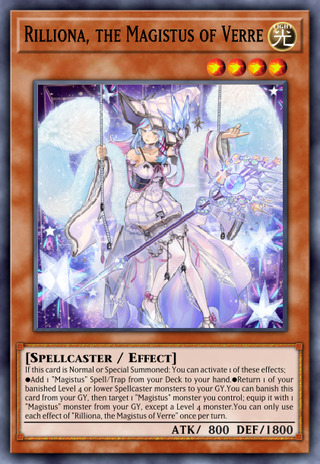 Rilliona, the Magistus of Verre
LIGHT
光
[Spellcaster / Effect]
If this card is Normal or Special Summoned: You can activate 1 of these effects;
●Add 1 "Magistus" Spell/Trap from your Deck to your hand.●Return 1 of your
banished Level 4 or lower Spellcaster monsters to your GY.You can banish this
card from your GY, then target 1 "Magistus" monster you control; equip it with 1
"Magistus" monster from your GY, except a Level 4 monster.You can only use
each effect of "Rilliona, the Magistus of Verre" once per turn.
ATK/ 800 DEF/1800